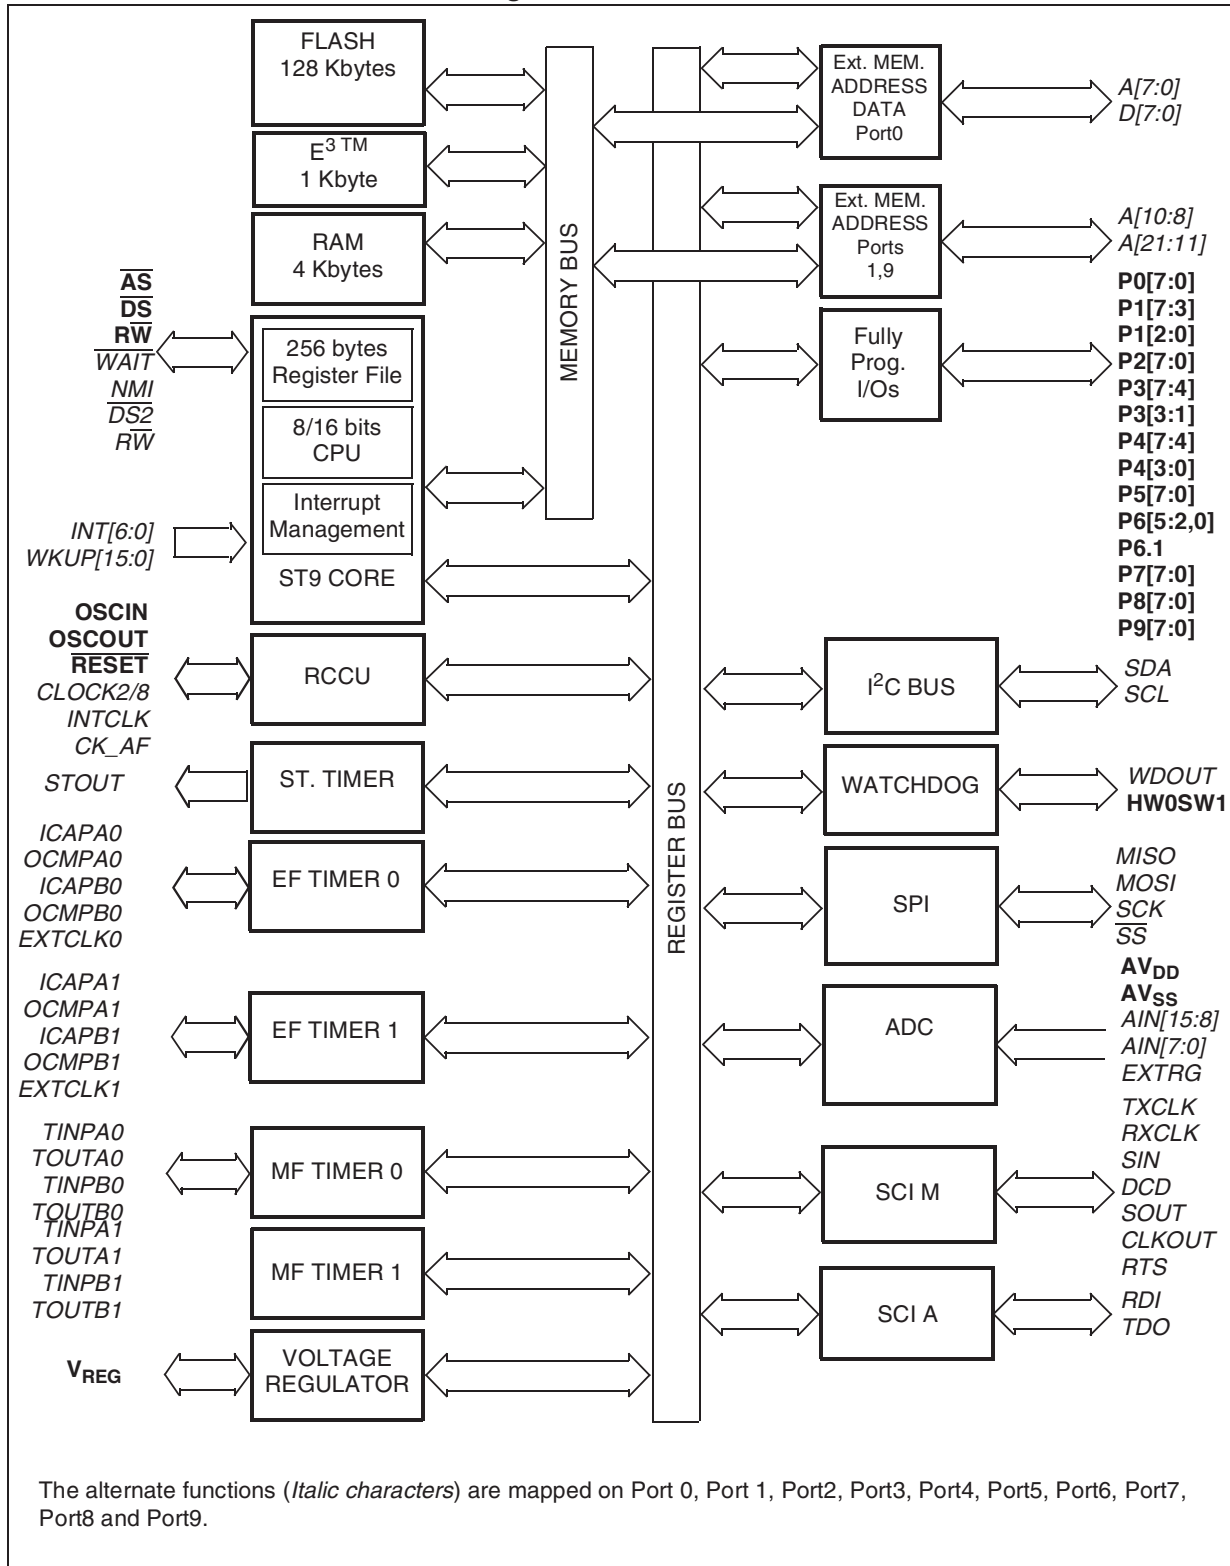 FLASH
128 Kbytes
E³ ™
1 Kbyte
RAM
4 Kbytes
A̅S̅
D̅S̅
RW̅
W̅A̅I̅T̅
NMI
D̅S̅2̅
RW̅
256 bytes
Register File
8/16 bits
CPU
Interrupt
Management
ST9 CORE
INT[6:0]
WKUP[15:0]
OSCIN
OSCOUT
R̅E̅S̅E̅T̅
CLOCK2/8
INTCLK
CK_AF
RCCU
STOUT
ST. TIMER
ICAPA0
OCMPA0
ICAPB0
OCMPB0
EXTCLK0
EF TIMER 0
ICAPA1
OCMPA1
ICAPB1
OCMPB1
EXTCLK1
EF TIMER 1
TINPA0
TOUTA0
TINPB0
TOUTB0
MF TIMER 0
TINPA1
TOUTA1
TINPB1
TOUTB1
MF TIMER 1
VREG
VOLTAGE
REGULATOR
MEMORY BUS
REGISTER BUS
Ext. MEM.
ADDRESS
DATA
Port0
A[7:0]
D[7:0]
Ext. MEM.
ADDRESS
Ports
1,9
A[10:8]
A[21:11]
Fully
Prog.
I/Os
P0[7:0]
P1[7:3]
P1[2:0]
P2[7:0]
P3[7:4]
P3[3:1]
P4[7:4]
P4[3:0]
P5[7:0]
P6[5:2,0]
P6.1
P7[7:0]
P8[7:0]
P9[7:0]
I²C BUS
SDA
SCL
WATCHDOG
WDOUT
HW0SW1
SPI
MISO
MOSI
SCK
S̅S̅
ADC
AVDD
AVSS
AIN[15:8]
AIN[7:0]
EXTRG
SCI M
TXCLK
RXCLK
SIN
DCD
SOUT
CLKOUT
RTS
SCI A
RDI
TDO
The alternate functions (Italic characters) are mapped on Port 0, Port 1, Port2, Port3, Port4, Port5, Port6, Port7,
Port8 and Port9.